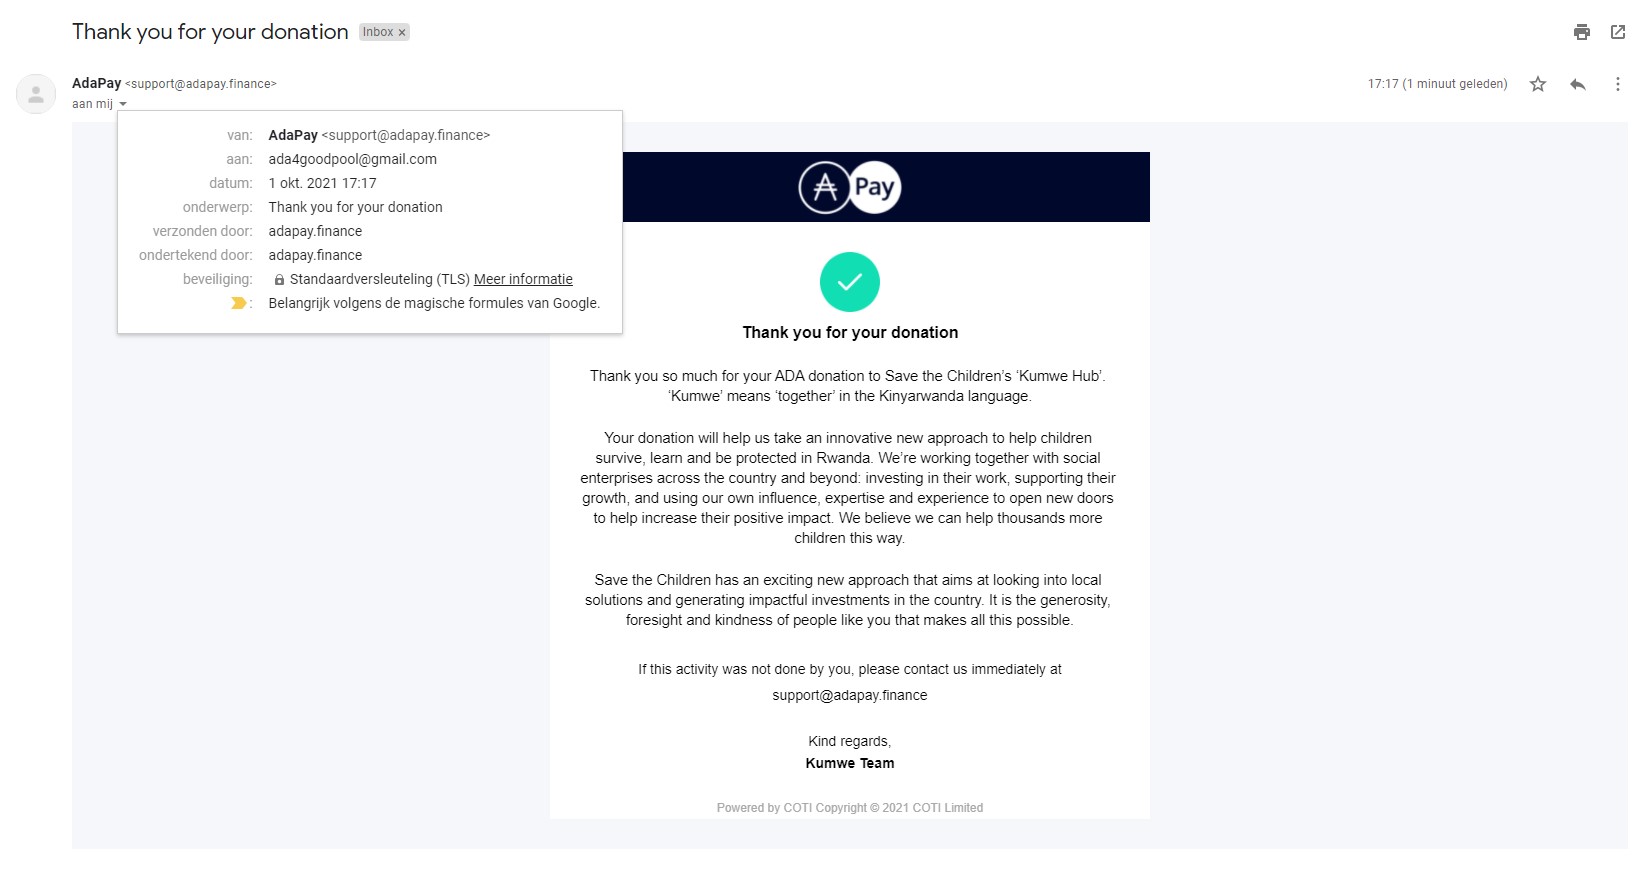 Thank you for your donation Inbox ×
AdaPay <support@adapay.finance> 17:17 (1 minuut geleden)
aan mij
van: AdaPay <support@adapay.finance>
aan: ada4goodpool@gmail.com
datum: 1 okt. 2021 17:17
onderwerp: Thank you for your donation
verzonden door: adapay.finance
ondertekend door: adapay.finance
beveiliging: Standaardversleuteling (TLS) Meer informatie
: Belangrijk volgens de magische formules van Google.
Pay
Thank you for your donation
Thank you so much for your ADA donation to Save the Children’s ‘Kumwe Hub’.
‘Kumwe’ means ‘together’ in the Kinyarwanda language.
Your donation will help us take an innovative new approach to help children
survive, learn and be protected in Rwanda. We’re working together with social
enterprises across the country and beyond: investing in their work, supporting their
growth, and using our own influence, expertise and experience to open new doors
to help increase their positive impact. We believe we can help thousands more
children this way.
Save the Children has an exciting new approach that aims at looking into local
solutions and generating impactful investments in the country. It is the generosity,
foresight and kindness of people like you that makes all this possible.
If this activity was not done by you, please contact us immediately at
support@adapay.finance
Kind regards,
Kumwe Team
Powered by COTI Copyright © 2021 COTI Limited